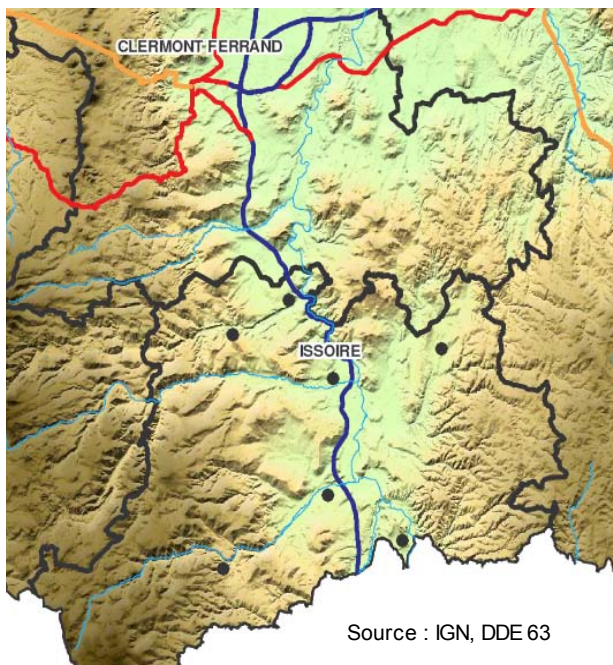 CLERMONT-FERRAND
ISSOIRE
Source : IGN, DDE 63